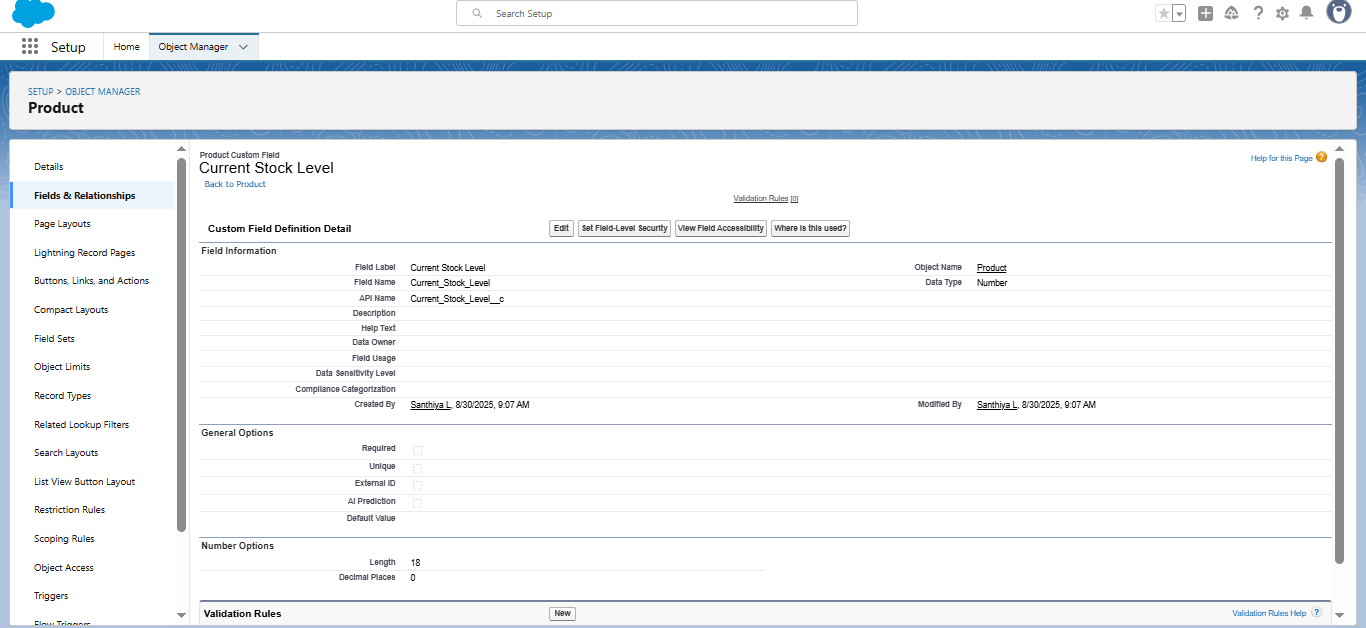 Search Setup
Setup
Home
Object Manager
SETUP > OBJECT MANAGER
Product
Details
Fields & Relationships
Page Layouts
Lightning Record Pages
Buttons, Links, and Actions
Compact Layouts
Field Sets
Object Limits
Record Types
Related Lookup Filters
Search Layouts
List View Button Layout
Restriction Rules
Scoping Rules
Object Access
Triggers
Flow Triggers
Product Custom Field
Current Stock Level
Back to Product
Help for this Page ?
Validation Rules [0]
Custom Field Definition Detail
Edit
Set Field-Level Security
View Field Accessibility
Where is this used?
Field Information
Field Label Current Stock Level Object Name Product
Field Name Current_Stock_Level Data Type Number
API Name Current_Stock_Level__c
Description
Help Text
Data Owner
Field Usage
Data Sensitivity Level
Compliance Categorization
Created By Santhiya L, 8/30/2025, 9:07 AM Modified By Santhiya L, 8/30/2025, 9:07 AM
General Options
Required
Unique
External ID
AI Prediction
Default Value
Number Options
Length 18
Decimal Places 0
Validation Rules New Validation Rules Help ?